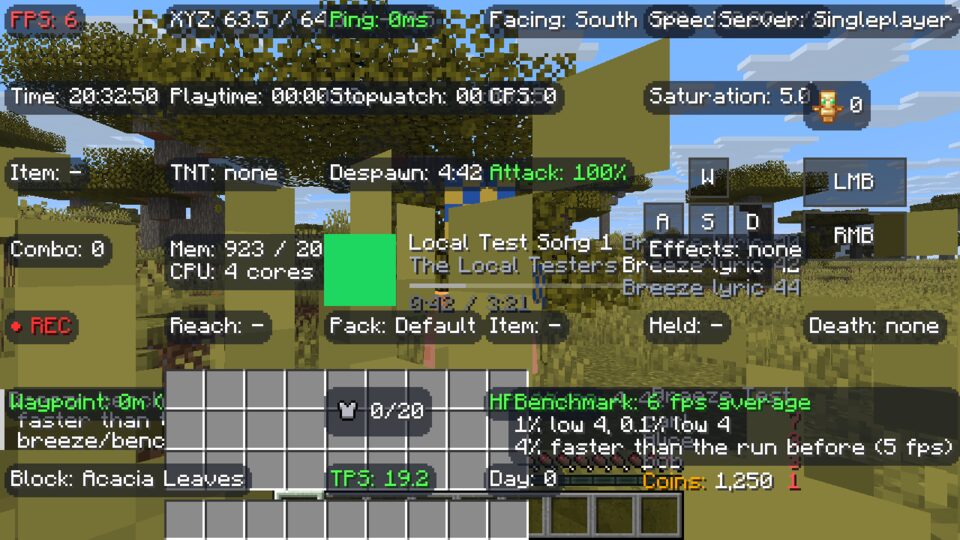 FPS: 6
XYZ: 63.5 / 64
Ping: 0ms
Facing: South
Speed
Server: Singleplayer
Time: 20:32:50
Playtime: 00:00
Stopwatch: 00
CPS: 0
Saturation: 5.0
0
Item: -
TNT: none
Despawn: 4:42
Attack: 100%
W
LMB
A S D
RMB
Combo: 0
Mem: 923 / 20
CPU: 4 cores
Local Test Song 1
The Local Testers
0:42 / 3:21
Effects: none
Breeze lyric 42
Breeze lyric 44
REC
Reach: -
Pack: Default
Item: -
Held: -
Death: none
Waypoint: 0m
faster than
breeze/benc
0/20
Breeze Test
Benchmark: 6 fps average
1% low 4, 0.1% low 4
4% faster than the run before (5 fps)
Block: Acacia Leaves
TPS: 19.2
Day: 0
Coins: 1,250
1